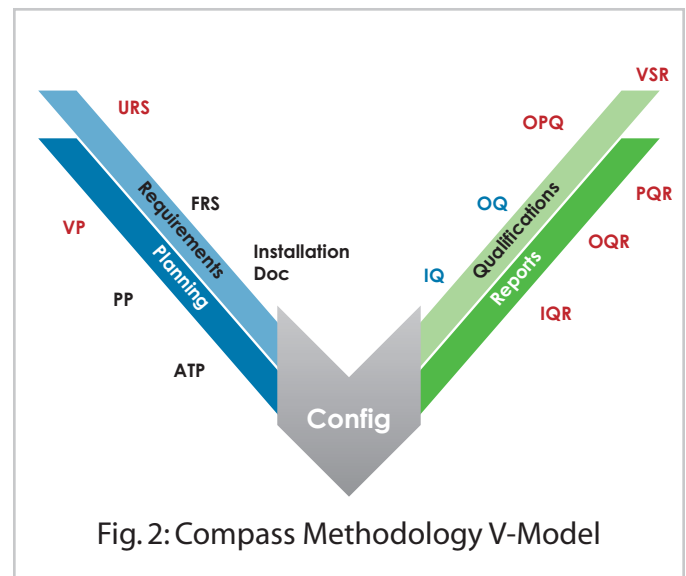 VSR
URS
OPQ
Requirements
FRS
OQ
Qualifications
PQR
VP
Planning
Installation
Doc
IQ
Reports
OQR
PP
IQR
ATP
Config
Fig. 2: Compass Methodology V-Model